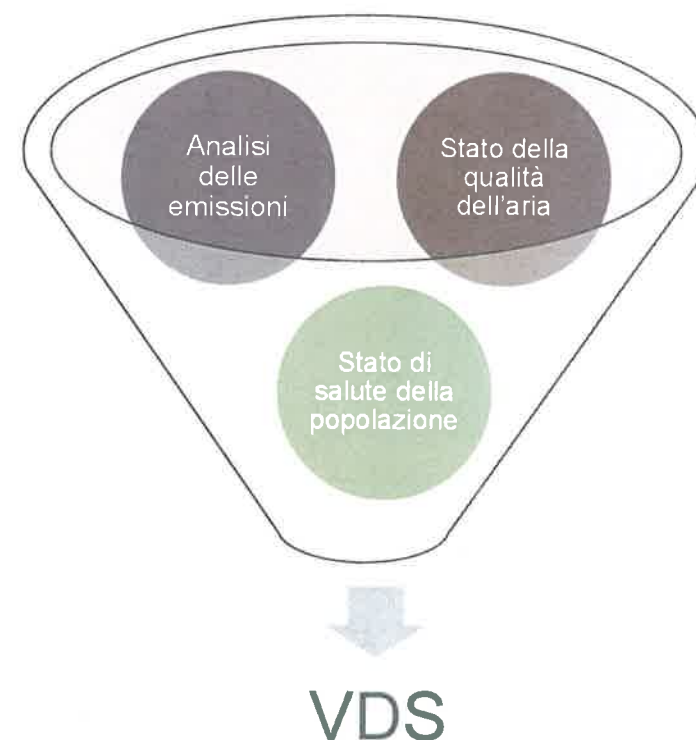 Analisi
delle
emissioni
Stato della
qualità
dell'aria
Stato di
salute della
popolazione
VDS